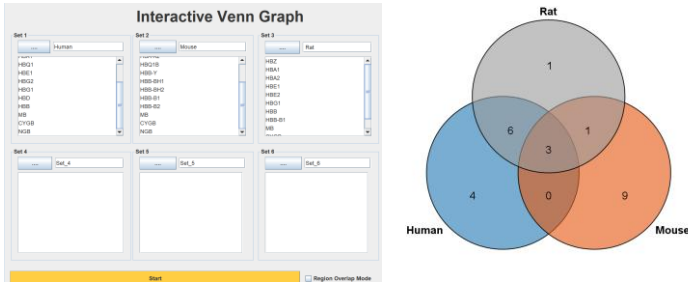 Interactive Venn Graph
Set 1
Set 2
Set 3
.... Human
.... Mouse
.... Rat
HBQ1
HBE1
HBG2
HBG1
HBD
HBB
MB
CYGB
NGB
HBQ1B
HBB-Y
HBB-BH1
HBB-BH2
HBB-B1
HBB-B2
MB
CYGB
NGB
HBZ
HBA1
HBA2
HBE1
HBE2
HBG1
HBB
HBB-B1
MB
Set 4
Set 5
Set 6
.... Set_4
.... Set_5
.... Set_6
Start
Region Overlap Mode
Rat
1
6
1
3
4
0
9
Human
Mouse